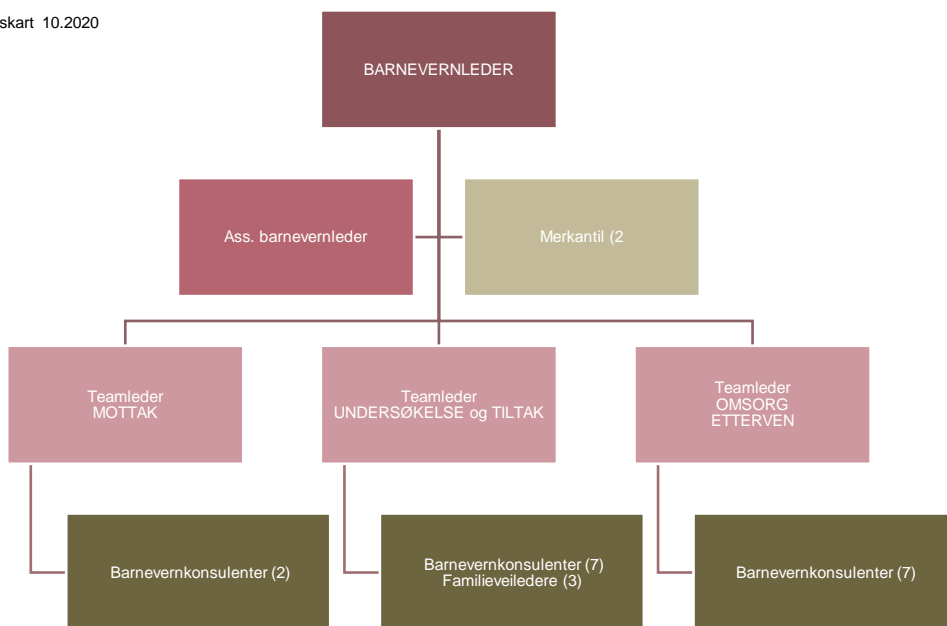 skart 10.2020
BARNEVERNLEDER
Ass. barnevernleder
Merkantil (2
Teamleder
MOTTAK
Teamleder
UNDERSØKELSE og TILTAK
Teamleder
OMSORG
ETTERVEN
Barnevernkonsulenter (2)
Barnevernkonsulenter (7)
Familieveiledere (3)
Barnevernkonsulenter (7)